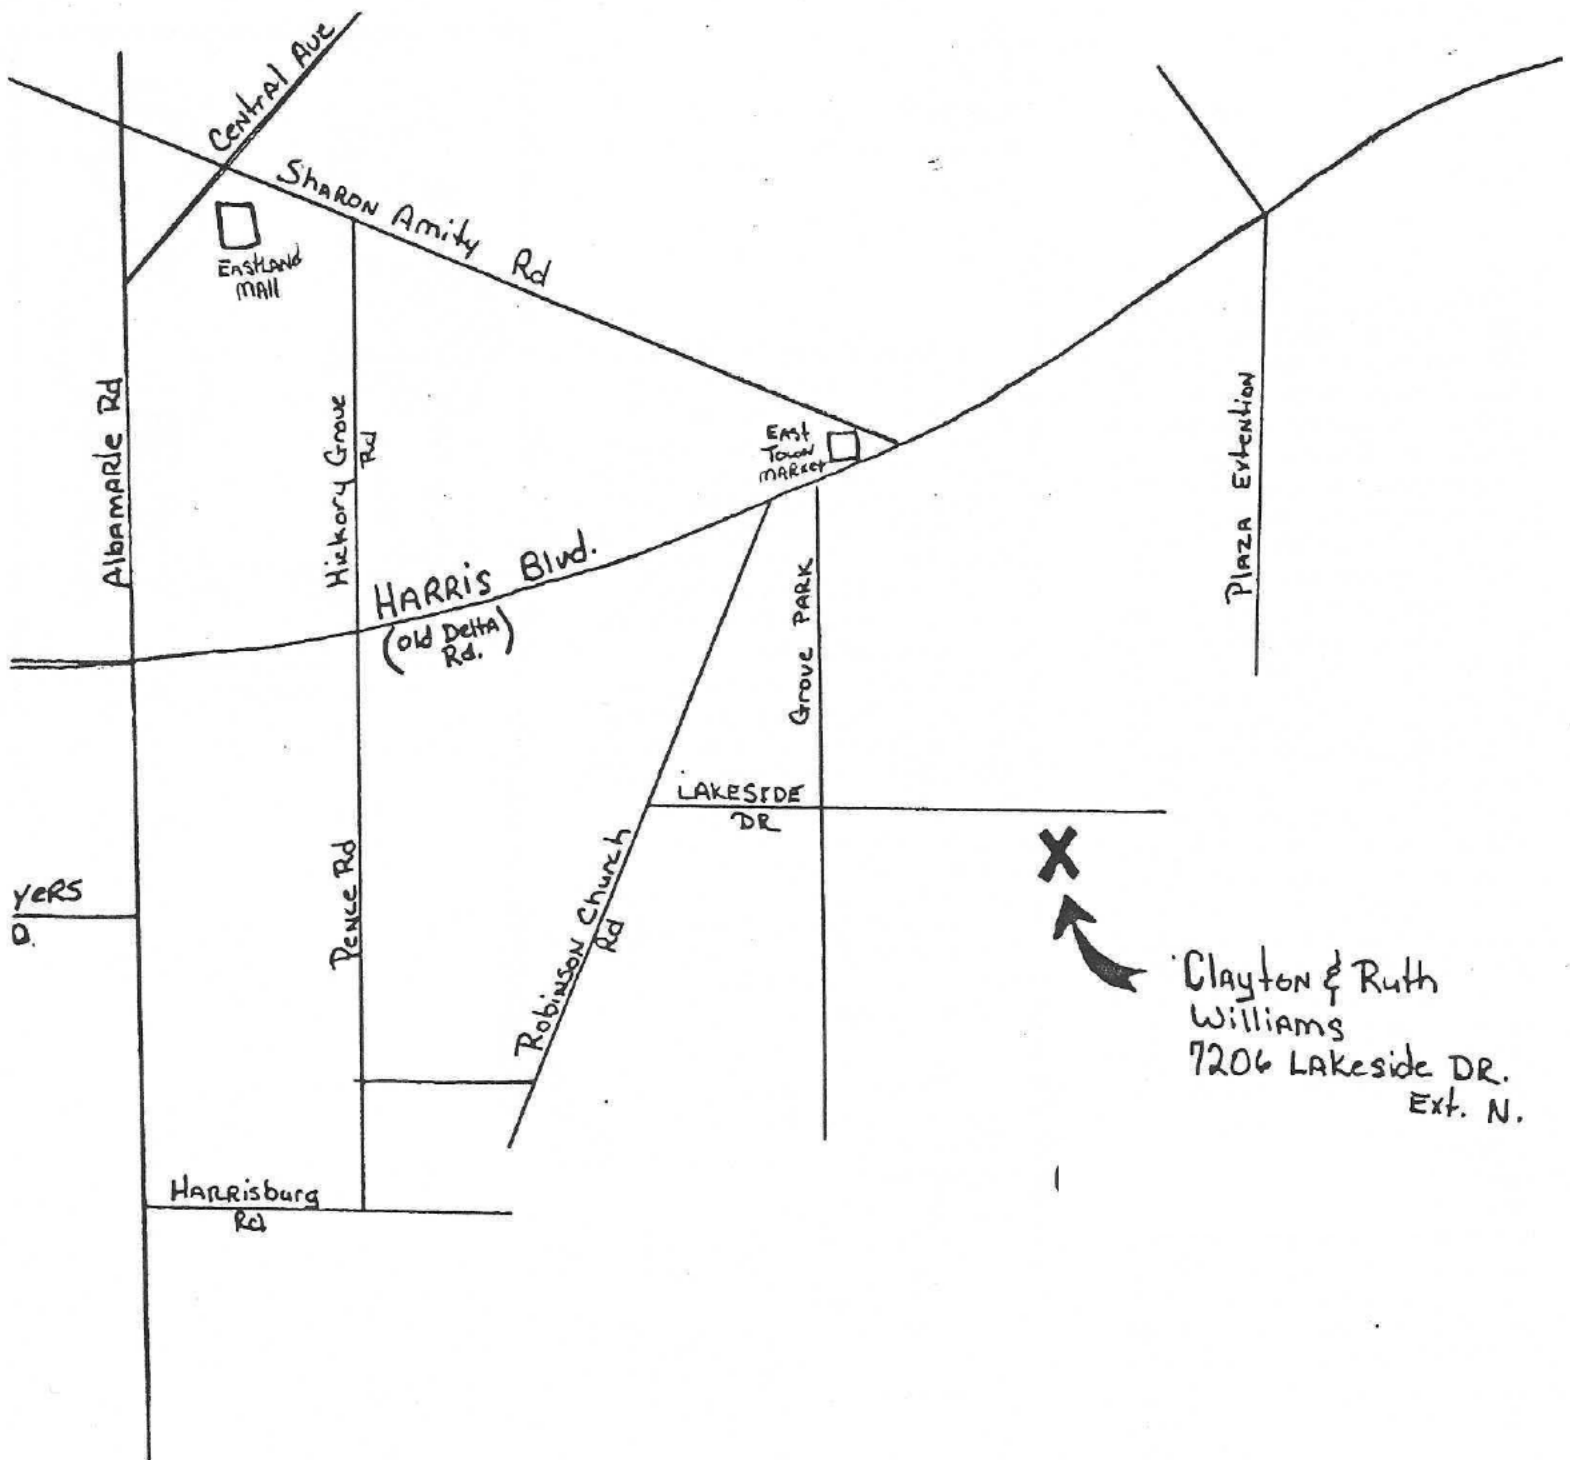 Central Ave
Sharon Amity Rd
Eastland
Mall
Albamarle Rd
Hickory Grove
Rd
East
Town
Market
Plaza Extention
Harris Blvd.
(Old Delta
Rd.)
Grove Park
Lakeside
DR
Pence Rd
Robinson Church
Rd
yers
D.
Clayton & Ruth
Williams
7206 Lakeside DR.
Ext. N.
Harrisburg
Rd